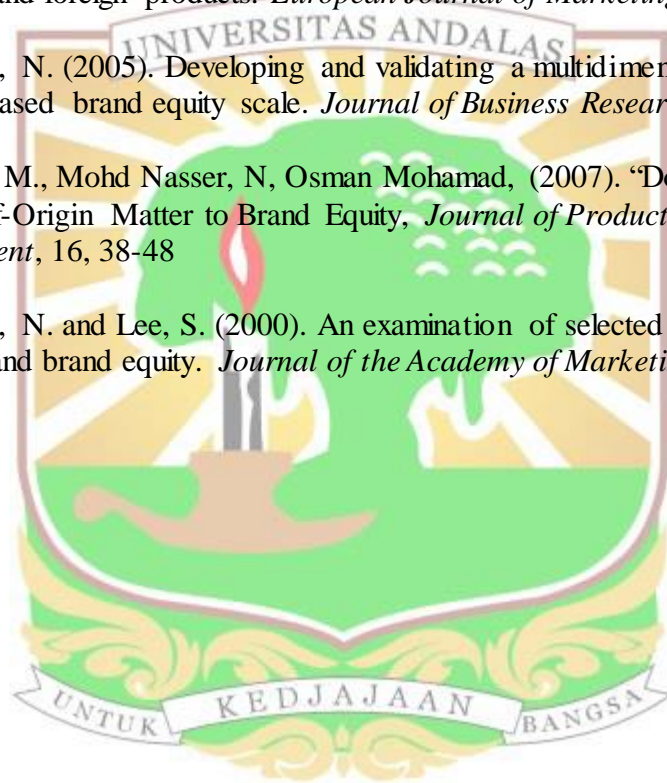 and foreign products. European Journal of Marketing
UNIVERSITAS ANDALAS
, N. (2005). Developing and validating a multidimen
ased brand equity scale. Journal of Business Resear
M., Mohd Nasser, N, Osman Mohamad, (2007). “Do
f-Origin Matter to Brand Equity, Journal of Product
ent, 16, 38-48
, N. and Lee, S. (2000). An examination of selected
and brand equity. Journal of the Academy of Marketi
UNTUK KEDJAJAAN BANGSA